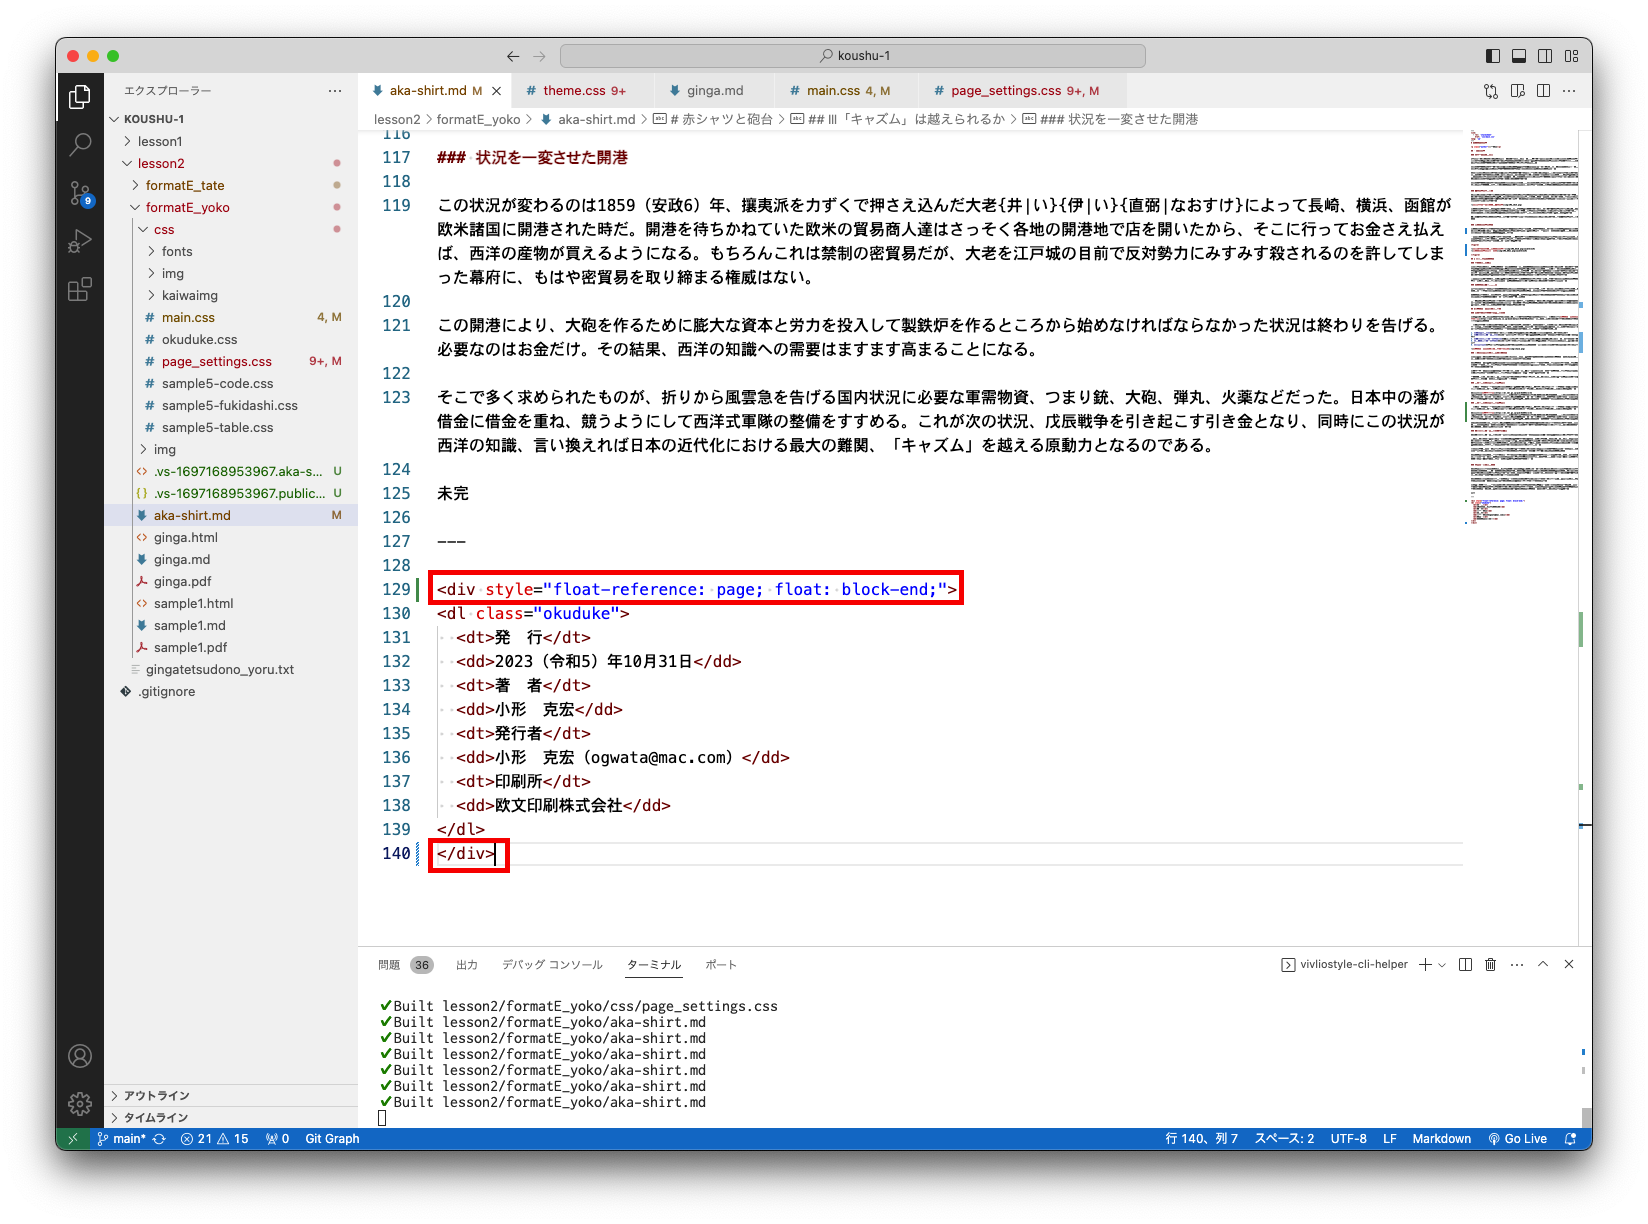 koushu-1
エクスプローラー
KOUSHU-1
lesson1
lesson2
formatE_tate
formatE_yoko
css
fonts
img
kaiwaimg
main.css 4, M
okuduke.css
page_settings.css 9+, M
sample5-code.css
sample5-fukidashi.css
sample5-table.css
img
.vs-1697168953967.aka-s... U
.vs-1697168953967.public... U
aka-shirt.md M
ginga.html
ginga.md
ginga.pdf
sample1.html
sample1.md
sample1.pdf
gingatetsudono_yoru.txt
.gitignore
アウトライン
タイムライン
9
aka-shirt.md M
theme.css 9+
ginga.md
main.css 4, M
page_settings.css 9+, M
lesson2 > formatE_yoko > aka-shirt.md > # 赤シャツと砲台 > ## III「キャズム」は越えられるか > ### 状況を一変させた開港
116
117 ### 状況を一変させた開港
118
119 この状況が変わるのは1859（安政6）年、攘夷派を力ずくで押さえ込んだ大老{井|い}{伊|い}{直弼|なおすけ}によって長崎、横浜、函館が
欧米諸国に開港された時だ。開港を待ちかねていた欧米の貿易商人達はさっそく各地の開港地で店を開いたから、そこに行ってお金さえ払え
ば、西洋の産物が買えるようになる。もちろんこれは禁制の密貿易だが、大老を江戸城の目前で反対勢力にみすみす殺されるのを許してしま
った幕府に、もはや密貿易を取り締まる権威はない。
120
121 この開港により、大砲を作るために膨大な資本と労力を投入して製鉄炉を作るところから始めなければならなかった状況は終わりを告げる。
必要なのはお金だけ。その結果、西洋の知識への需要はますます高まることになる。
122
123 そこで多く求められたものが、折りから風雲急を告げる国内状況に必要な軍需物資、つまり銃、大砲、弾丸、火薬などだった。日本中の藩が
借金に借金を重ね、競うようにして西洋式軍隊の整備をすすめる。これが次の状況、戊辰戦争を引き起こす引き金となり、同時にこの状況が
西洋の知識、言い換えれば日本の近代化における最大の難関、「キャズム」を越える原動力となるのである。
124
125 未完
126
127 ---
128
129 <div style="float-reference: page; float: block-end;">
130 <dl class="okuduke">
131 <dt>発　行</dt>
132 <dd>2023（令和5）年10月31日</dd>
133 <dt>著　者</dt>
134 <dd>小形　克宏</dd>
135 <dt>発行者</dt>
136 <dd>小形　克宏（ogwata@mac.com）</dd>
137 <dt>印刷所</dt>
138 <dd>欧文印刷株式会社</dd>
139 </dl>
140 </div>
問題 36 出力 デバッグ コンソール ターミナル ポート vivliostyle-cli-helper
✔Built lesson2/formatE_yoko/css/page_settings.css
✔Built lesson2/formatE_yoko/aka-shirt.md
✔Built lesson2/formatE_yoko/aka-shirt.md
✔Built lesson2/formatE_yoko/aka-shirt.md
✔Built lesson2/formatE_yoko/aka-shirt.md
✔Built lesson2/formatE_yoko/aka-shirt.md
✔Built lesson2/formatE_yoko/aka-shirt.md
main* 21 15 0 Git Graph 行 140、列 7 スペース: 2 UTF-8 LF Markdown Go Live